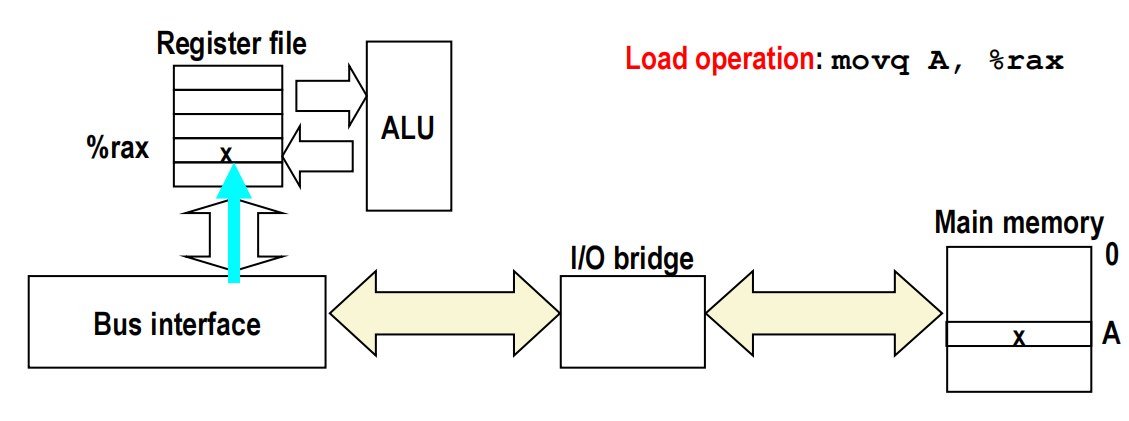 Register file
Load operation: movq A, %rax
ALU
%rax
x
Main memory
0
I/O bridge
Bus interface
A
x